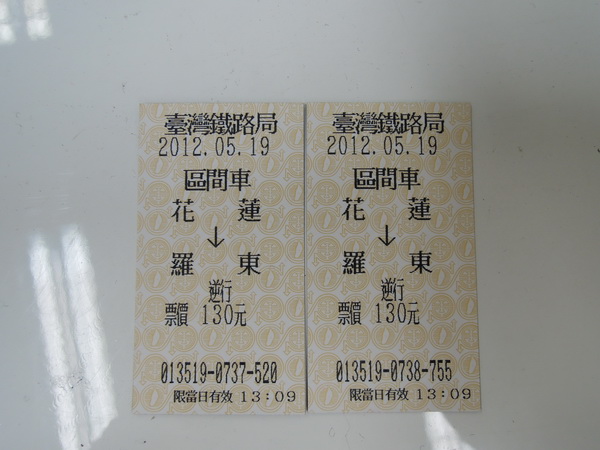 臺灣鐵路局
2012.05.19
區間車
花蓮
↓
羅東
逆行
票價 130元
013519-0737-520
限當日有效 13:09
臺灣鐵路局
2012.05.19
區間車
花蓮
↓
羅東
逆行
票價 130元
013519-0738-755
限當日有效 13:09